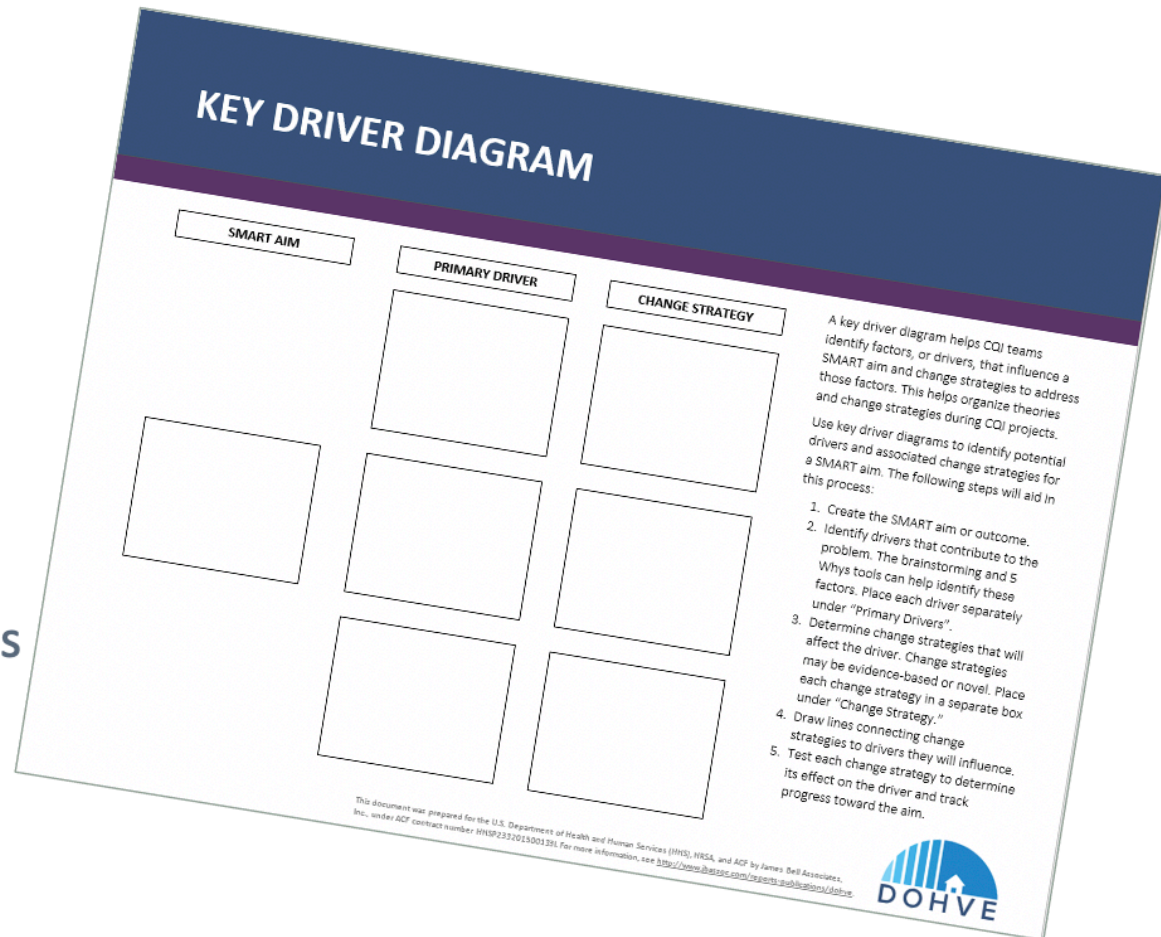 KEY DRIVER DIAGRAM
SMART AIM
PRIMARY DRIVER
CHANGE STRATEGY
A key driver diagram helps CQI teams
identify factors, or drivers, that influence a
SMART aim and change strategies to address
those factors. This helps organize theories
and change strategies during CQI projects.
Use key driver diagrams to identify potential
drivers and associated change strategies for
a SMART aim. The following steps will aid in
this process:
1. Create the SMART aim or outcome.
2. Identify drivers that contribute to the
problem. The brainstorming and 5
Whys tools can help identify these
factors. Place each driver separately
under “Primary Drivers”.
3. Determine change strategies that will
affect the driver. Change strategies
may be evidence-based or novel. Place
each change strategy in a separate box
under “Change Strategy.”
4. Draw lines connecting change
strategies to drivers they will influence.
5. Test each change strategy to determine
its effect on the driver and track
progress toward the aim.
S
This document was prepared for the U.S. Department of Health and Human Services (HHS), HRSA, and ACF by James Bell Associates,
Inc., under ACF contract number For more information, see
DOHVE